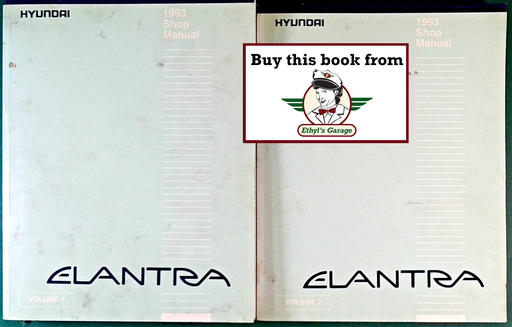 HYUNDAI
1993
Shop
Manual
ELANTRA
VOLUME 1
HYUNDAI
1993
Shop
Manual
ELANTRA
VOLUME 2
Buy this book from
Ethyl's Garage